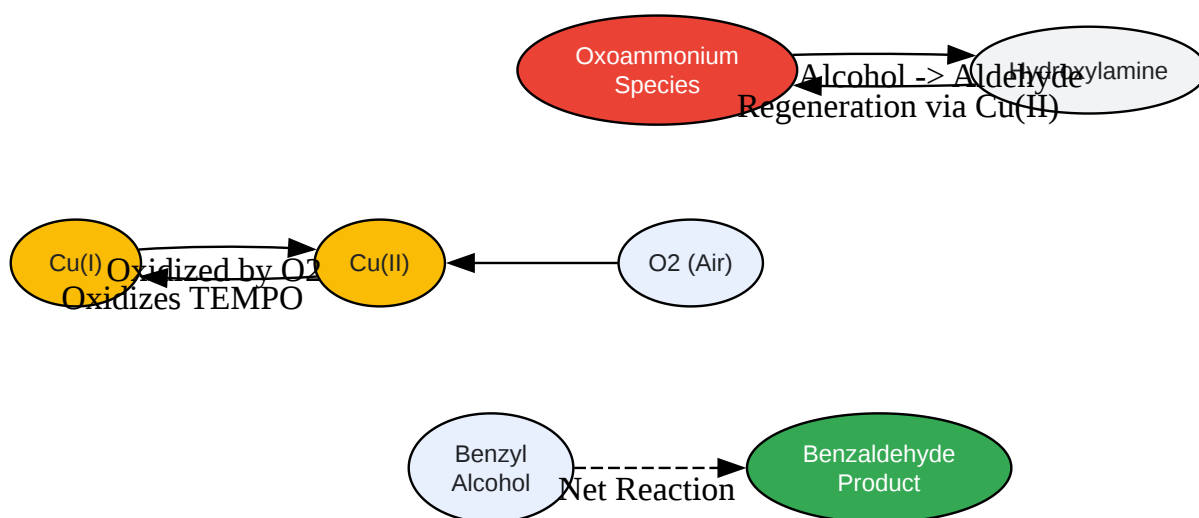 Oxoammonium
Species
Alcohol -> Aldehyde
Hydroxylamine
Regeneration via Cu(II)
Cu(I)
Oxidized by O2
Cu(II)
O2 (Air)
Oxidizes TEMPO
Benzyl
Alcohol
Net Reaction
Benzaldehyde
Product